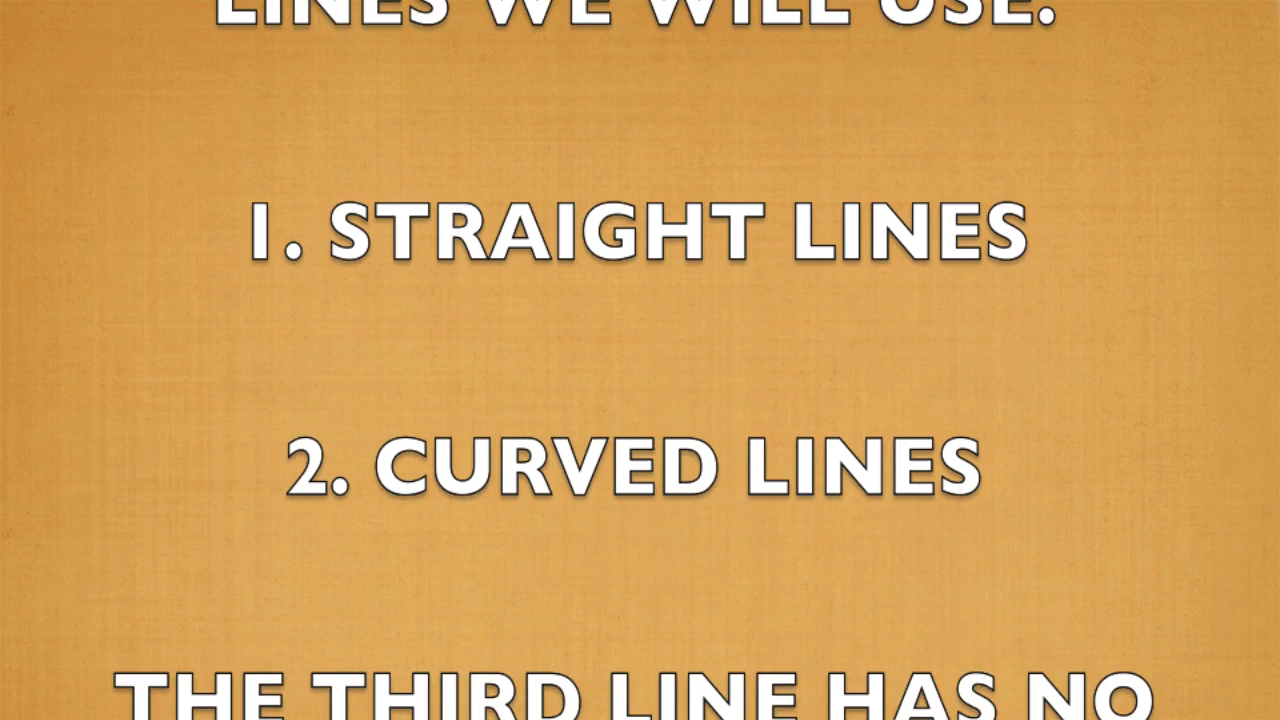 LINES WE WILL USE.
1. STRAIGHT LINES
2. CURVED LINES
THE THIRD LINE HAS NO